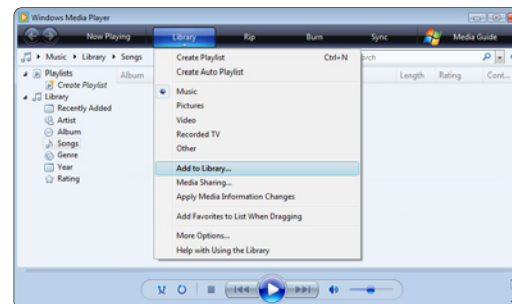 Windows Media Player
Now Playing Library Rip Burn Sync Media Guide
Music Library Songs
Playlists
Create Playlist
Library
Recently Added
Artist
Album
Songs
Genre
Year
Rating
Album
Create Playlist Ctrl+N
Create Auto Playlist
Music
Pictures
Video
Recorded TV
Other
Add to Library...
Media Sharing...
Apply Media Information Changes
Add Favorites to List When Dragging
More Options...
Help with Using the Library
Length Rating Cont...